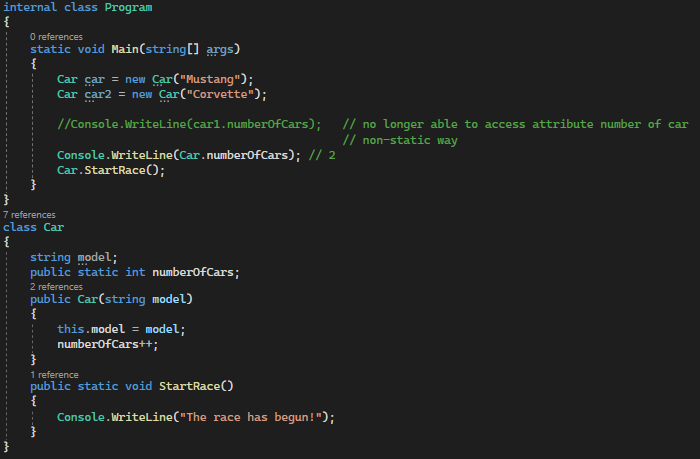 internal class Program
{
0 references
static void Main(string[] args)
{
Car car = new Car("Mustang");
Car car2 = new Car("Corvette");
//Console.WriteLine(car1.numberOfCars);   // no longer able to access attribute number of car
// non-static way
Console.WriteLine(Car.numberOfCars); // 2
Car.StartRace();
}
}
7 references
class Car
{
string model;
public static int numberOfCars;
2 references
public Car(string model)
{
this.model = model;
numberOfCars++;
}
1 reference
public static void StartRace()
{
Console.WriteLine("The race has begun!");
}
}